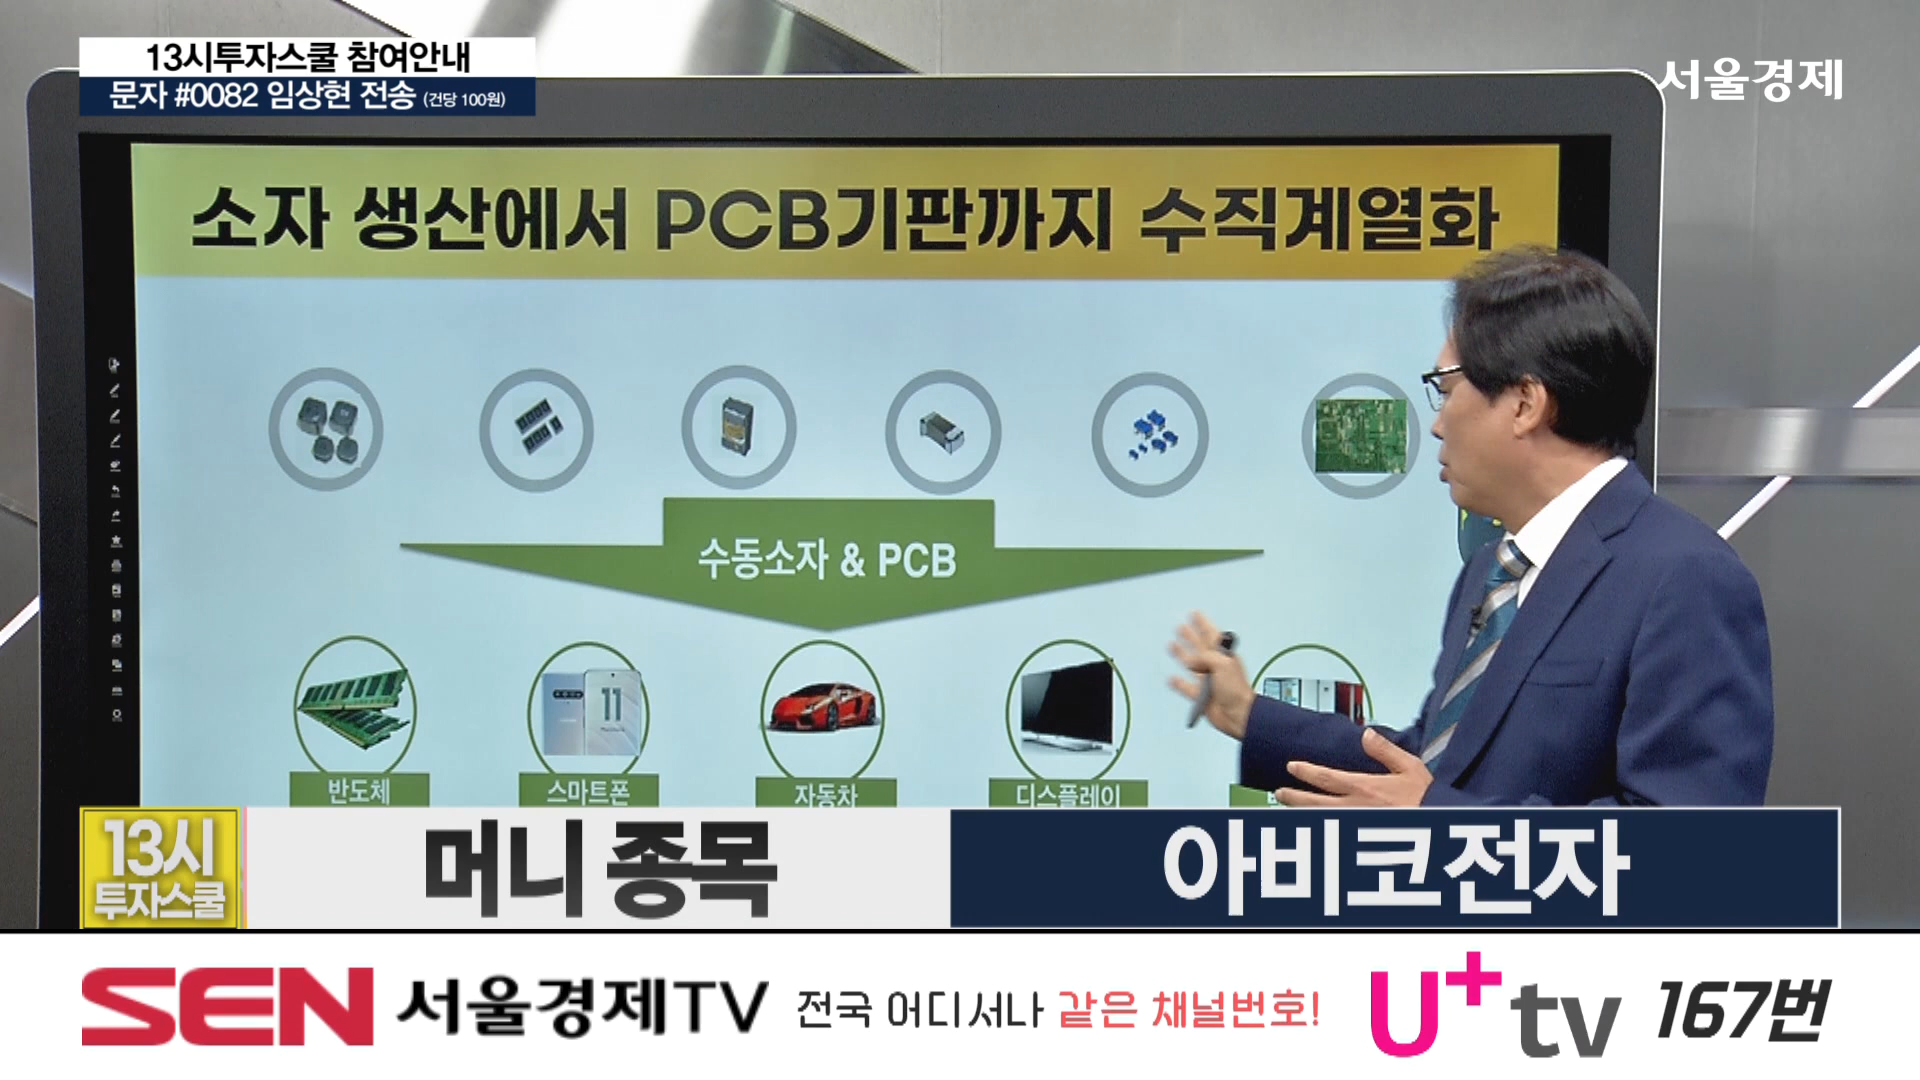 13시투자스쿨 참여안내
문자 #0082 임상현 전송 (건당 100원)
서울경제
소자 생산에서 PCB기판까지 수직계열화
수동소자 & PCB
11
반도체
스마트폰
자동차
디스플레이
13시
투자스쿨
머니 종목
아비코전자
SEN 서울경제TV 전국 어디서나 같은 채널번호! U+tv 167번